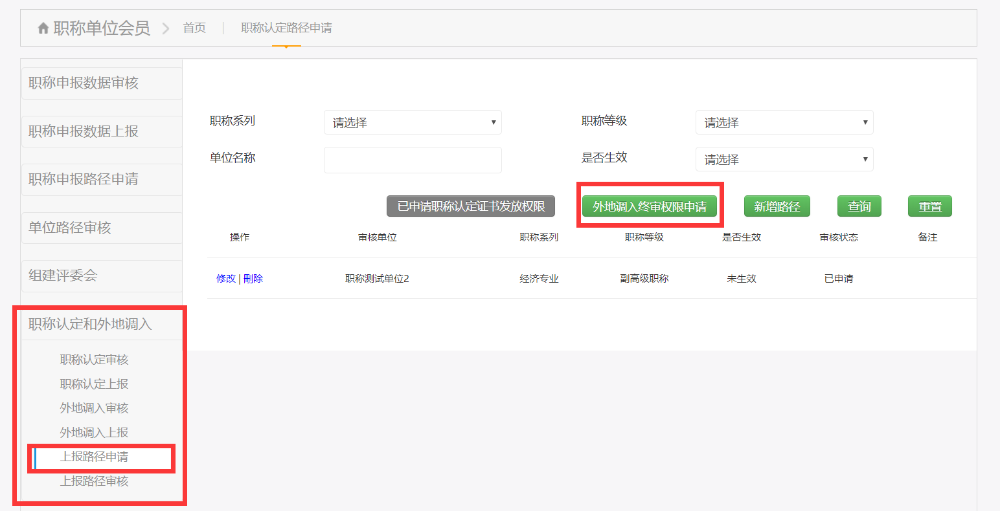 职称单位会员 首页 职称认定路径申请
职称申报数据审核
职称申报数据上报
职称申报路径申请
单位路径审核
组建评委会
职称认定和外地调入
职称认定审核
职称认定上报
外地调入审核
外地调入上报
上报路径申请
上报路径审核
职称系列 请选择 职称等级 请选择
单位名称 是否生效 请选择
已申请职称认定证书发放权限 外地调入终审权限申请 新增路径 查询 重置
操作 审核单位 职称系列 职称等级 是否生效 审核状态 备注
修改 | 删除 职称测试单位2 经济专业 副高级职称 未生效 已申请